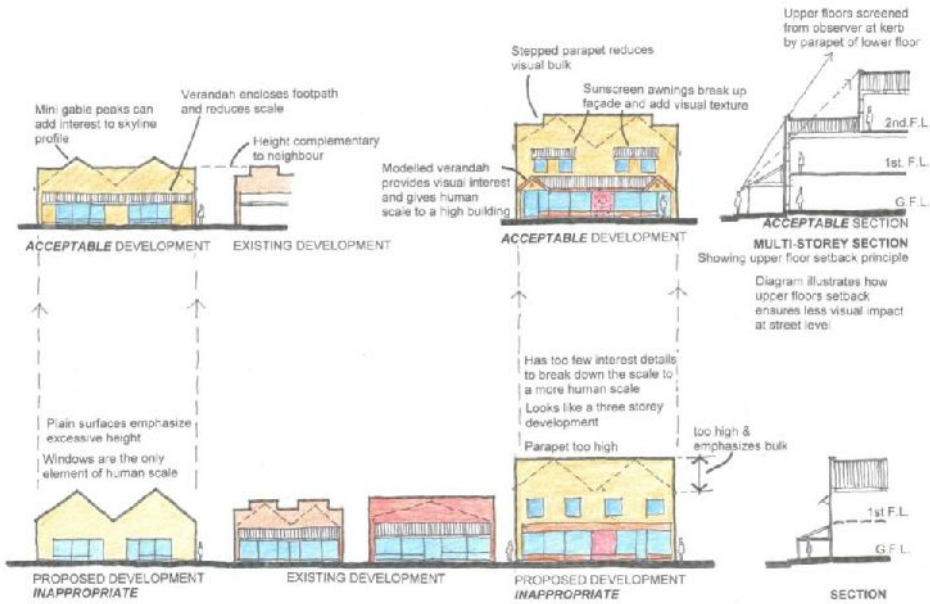 Upper floors screened
from observer at kerb
by parapet of lower floor
Stepped parapet reduces
visual bulk
Mini gable peaks can
add interest to skyline
profile
Verandah encloses footpath
and reduces scale
Sunscreen awnings break up
façade and add visual texture
Height complementary
to neighbour
Modelled verandah
provides visual interest
and gives human
scale to a high building
2nd.F.L.
1st. F.L.
G.F.L.
ACCEPTABLE DEVELOPMENT
EXISTING DEVELOPMENT
ACCEPTABLE DEVELOPMENT
ACCEPTABLE SECTION
MULTI-STOREY SECTION
Showing upper floor setback principle
Diagram illustrates how
upper floors setback
ensures less visual impact
at street level
Has too few interest details
to break down the scale to
a more human scale
Looks like a three storey
development
Parapet too high
too high &
emphasizes bulk
Plain surfaces emphasize
excessive height
Windows are the only
element of human scale
1st F.L.
G.F.L.
PROPOSED DEVELOPMENT
INAPPROPRIATE
EXISTING DEVELOPMENT
PROPOSED DEVELOPMENT
INAPPROPRIATE
SECTION